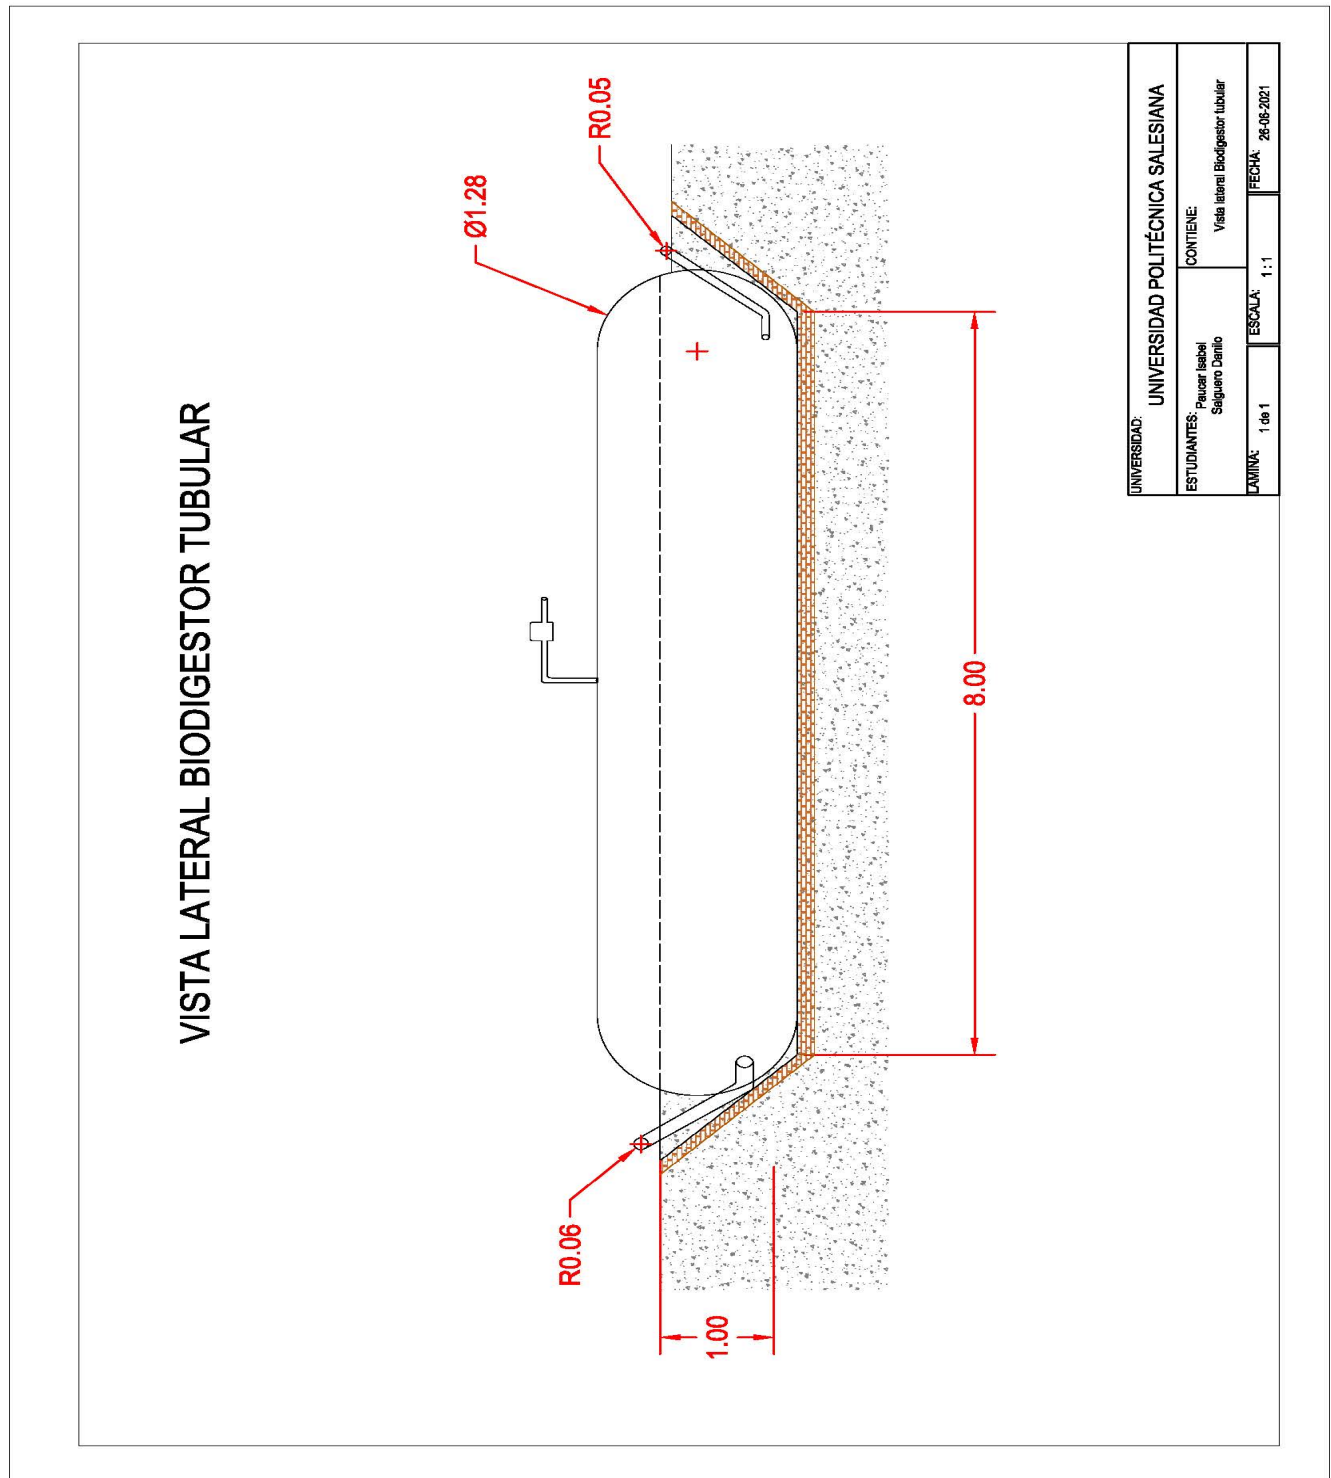 VISTA LATERAL BIODIGESTOR TUBULAR
R0.06
Ø1.28
R0.05
1.00
8.00
UNIVERSIDAD:
UNIVERSIDAD POLITÉCNICA SALESIANA
ESTUDIANTES:
Paucar Isabel
Salguero Danilo
CONTIENE:
Vista lateral Biodigestor tubular
LAMINA:
1 de 1
ESCALA:
1:1
FECHA:
26-06-2021